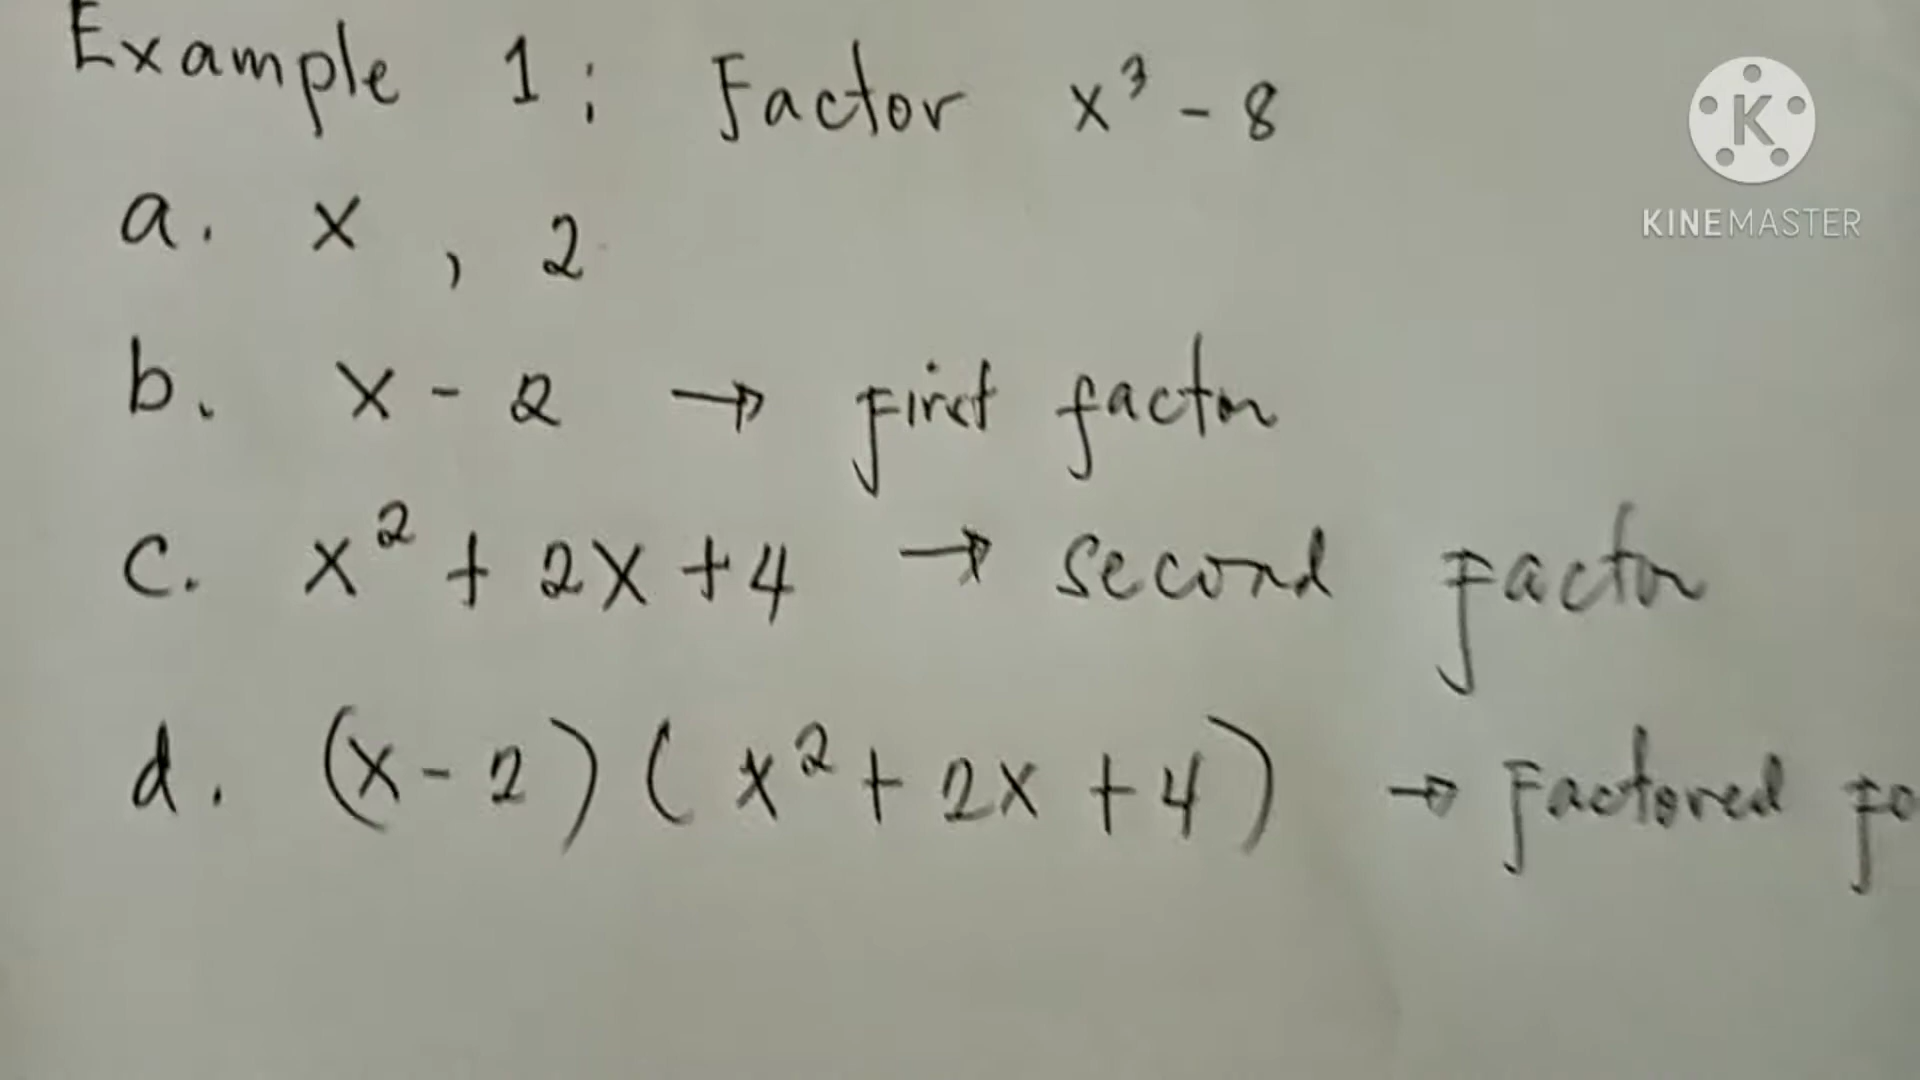 Example 1: Factor x³ - 8
a. x, 2
b. x - 2 → first factor
c. x² + 2x + 4 → second factor
d. (x - 2)(x² + 2x + 4) → Factored fo
K
KINEMASTER